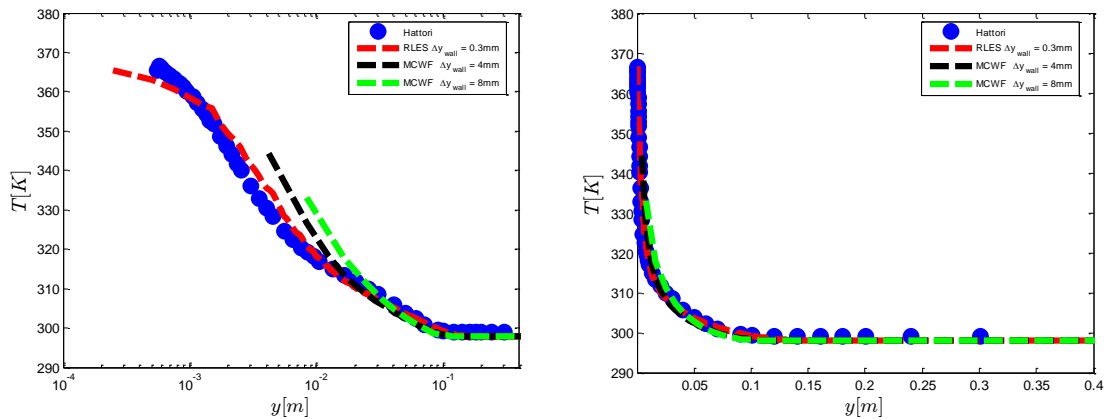 Hattori
RLES Δy_wall = 0.3mm
MCWF Δy_wall = 4mm
MCWF Δy_wall = 8mm
380
370
360
350
340
330
320
310
300
290
T[K]
10^-4
10^-3
10^-2
10^-1
y[m]
Hattori
RLES Δy_wall = 0.3mm
MCWF Δy_wall = 4mm
MCWF Δy_wall = 8mm
380
370
360
350
340
330
320
310
300
290
T[K]
0.05
0.1
0.15
0.2
0.25
0.3
0.35
0.4
y[m]